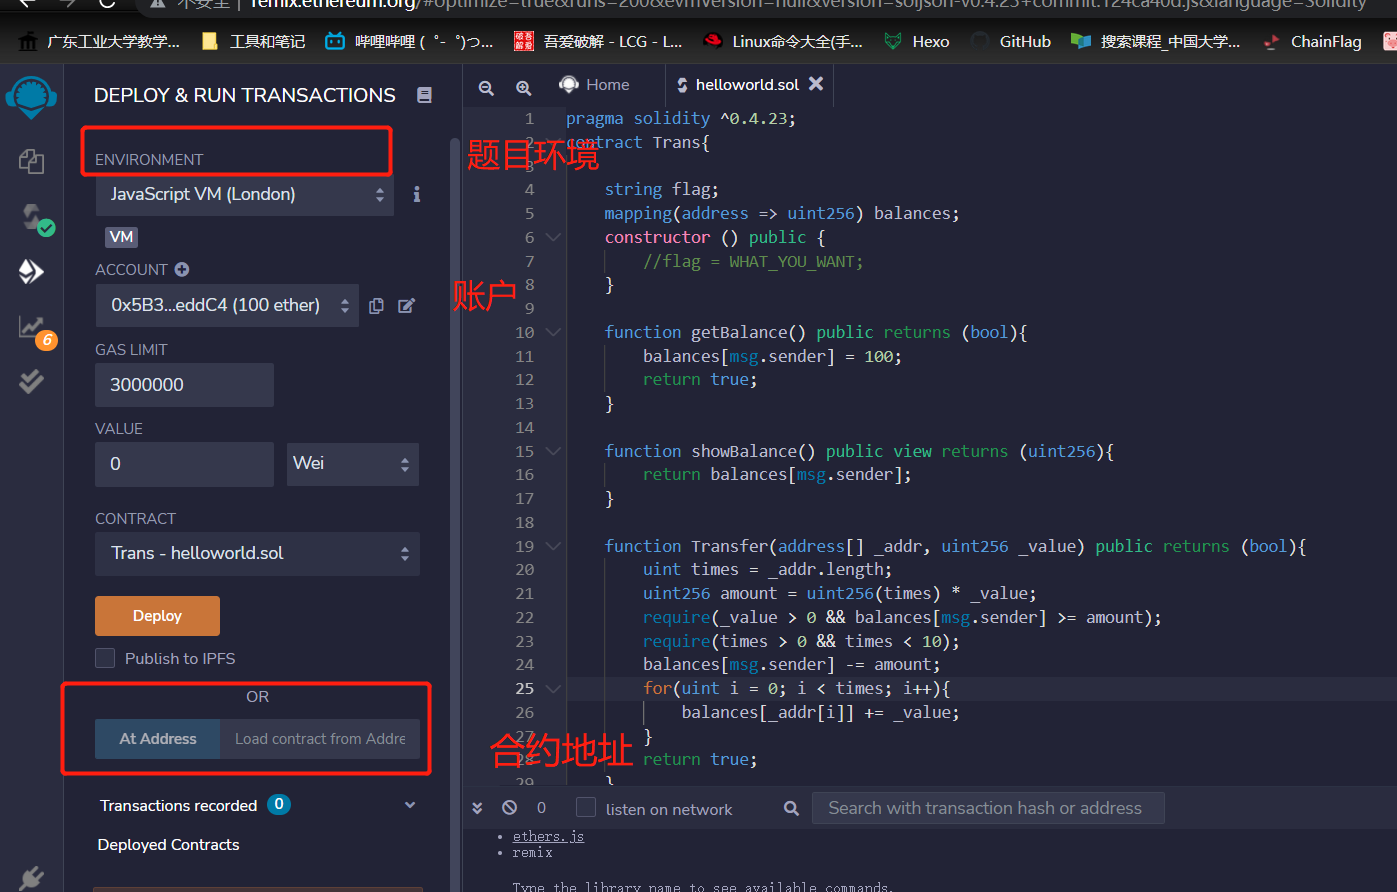 不安全 | remix.ethereum.org/#optimize=true&runs=200&evmVersion=null&version=soljson-v0.4.23+commit.124ca40d.js&language=Solidity
广东工业大学教学... 工具和笔记 哔哩哔哩 ( ゜- ゜)つ... 吾爱破解 - LCG - L... Linux命令大全(手... Hexo GitHub 搜索课程_中国大学... ChainFlag
DEPLOY & RUN TRANSACTIONS
ENVIRONMENT
JavaScript VM (London)
VM
ACCOUNT
0x5B3...eddC4 (100 ether)
GAS LIMIT
3000000
VALUE
0
Wei
CONTRACT
Trans - helloworld.sol
Deploy
Publish to IPFS
OR
At Address
Load contract from Addre
Transactions recorded 0
Deployed Contracts
6
Home
helloworld.sol
题目环境
账户
合约地址
1 pragma solidity ^0.4.23;
2 contract Trans{
3
4 string flag;
5 mapping(address => uint256) balances;
6 constructor () public {
7 //flag = WHAT_YOU_WANT;
8 }
9
10 function getBalance() public returns (bool){
11 balances[msg.sender] = 100;
12 return true;
13 }
14
15 function showBalance() public view returns (uint256){
16 return balances[msg.sender];
17 }
18
19 function Transfer(address[] _addr, uint256 _value) public returns (bool){
20 uint times = _addr.length;
21 uint256 amount = uint256(times) * _value;
22 require(_value > 0 && balances[msg.sender] >= amount);
23 require(times > 0 && times < 10);
24 balances[msg.sender] -= amount;
25 for(uint i = 0; i < times; i++){
26 balances[_addr[i]] += _value;
27 }
28 return true;
29 }
0
listen on network
Search with transaction hash or address
• ethers.js
• remix
Type the library name to see available commands.